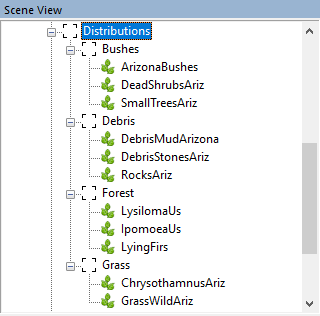 Scene View
Distributions
Bushes
ArizonaBushes
DeadShrubsAriz
SmallTreesAriz
Debris
DebrisMudArizona
DebrisStonesAriz
RocksAriz
Forest
LysilomaUs
IpomoeaUs
LyingFirs
Grass
ChrysothamnusAriz
GrassWildAriz